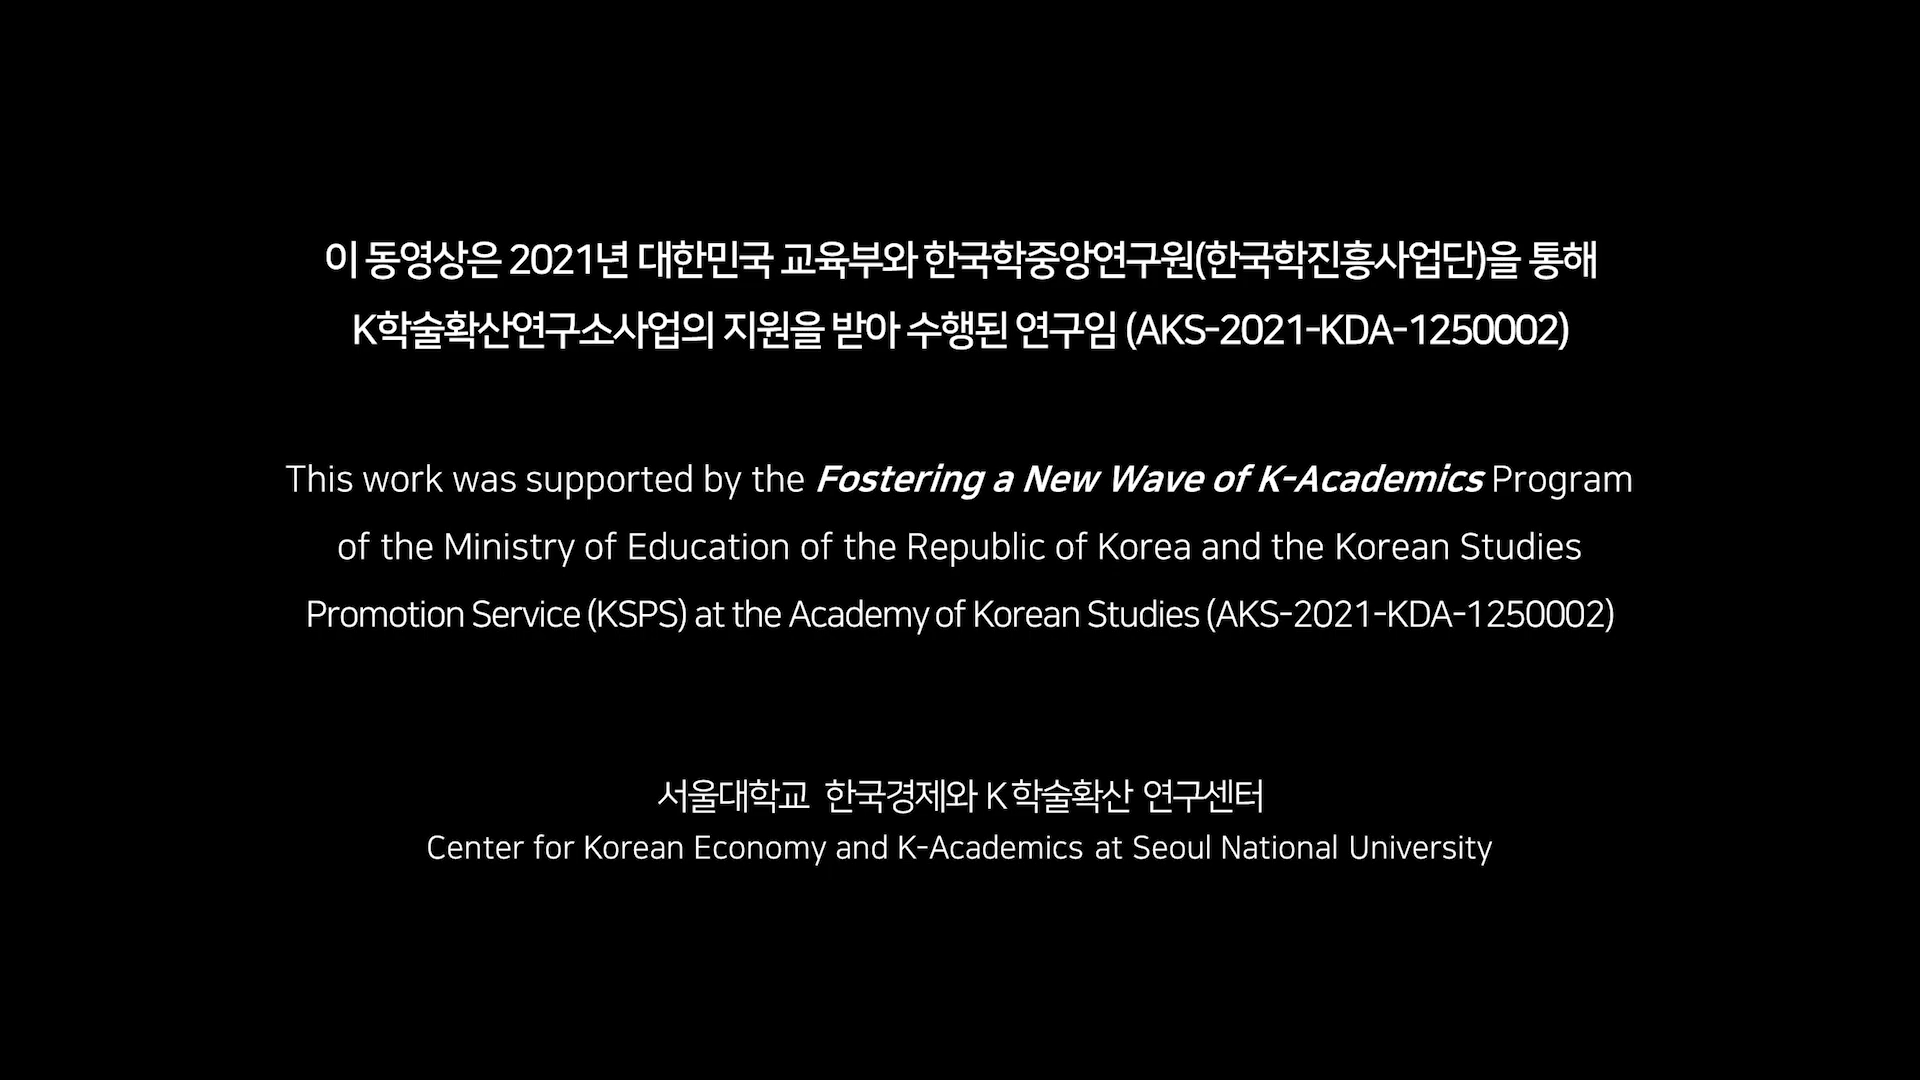 이 동영상은 2021년 대한민국 교육부와 한국학중앙연구원(한국학진흥사업단)을 통해
K학술확산연구소사업의 지원을 받아 수행된 연구임 (AKS-2021-KDA-1250002)
This work was supported by the Fostering a New Wave of K-Academics Program
of the Ministry of Education of the Republic of Korea and the Korean Studies
Promotion Service (KSPS) at the Academy of Korean Studies (AKS-2021-KDA-1250002)
서울대학교 한국경제와 K학술확산 연구센터
Center for Korean Economy and K-Academics at Seoul National University